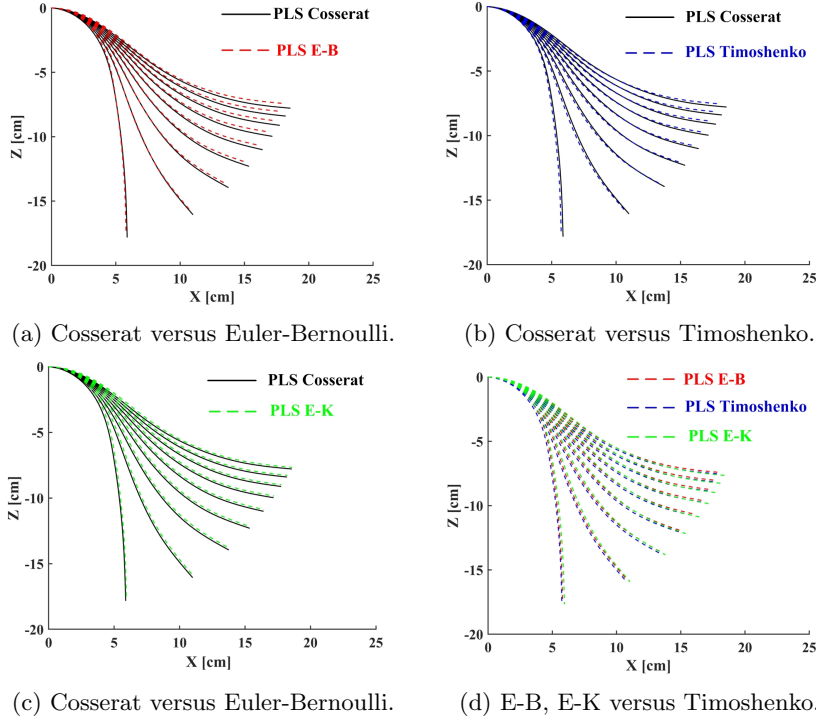 PLS Cosserat
PLS E-B
0
-5
-10
-15
-20
Z [cm]
0 5 10 15 20 25
X [cm]
(a) Cosserat versus Euler-Bernoulli.
PLS Cosserat
PLS Timoshenko
0
-5
-10
-15
-20
Z [cm]
0 5 10 15 20 25
X [cm]
(b) Cosserat versus Timoshenko.
PLS Cosserat
PLS E-K
0
-5
-10
-15
-20
Z [cm]
0 5 10 15 20 25
X [cm]
(c) Cosserat versus Euler-Bernoulli.
PLS E-B
PLS Timoshenko
PLS E-K
0
-5
-10
-15
-20
Z [cm]
0 5 10 15 20 25
X [cm]
(d) E-B, E-K versus Timoshenko.